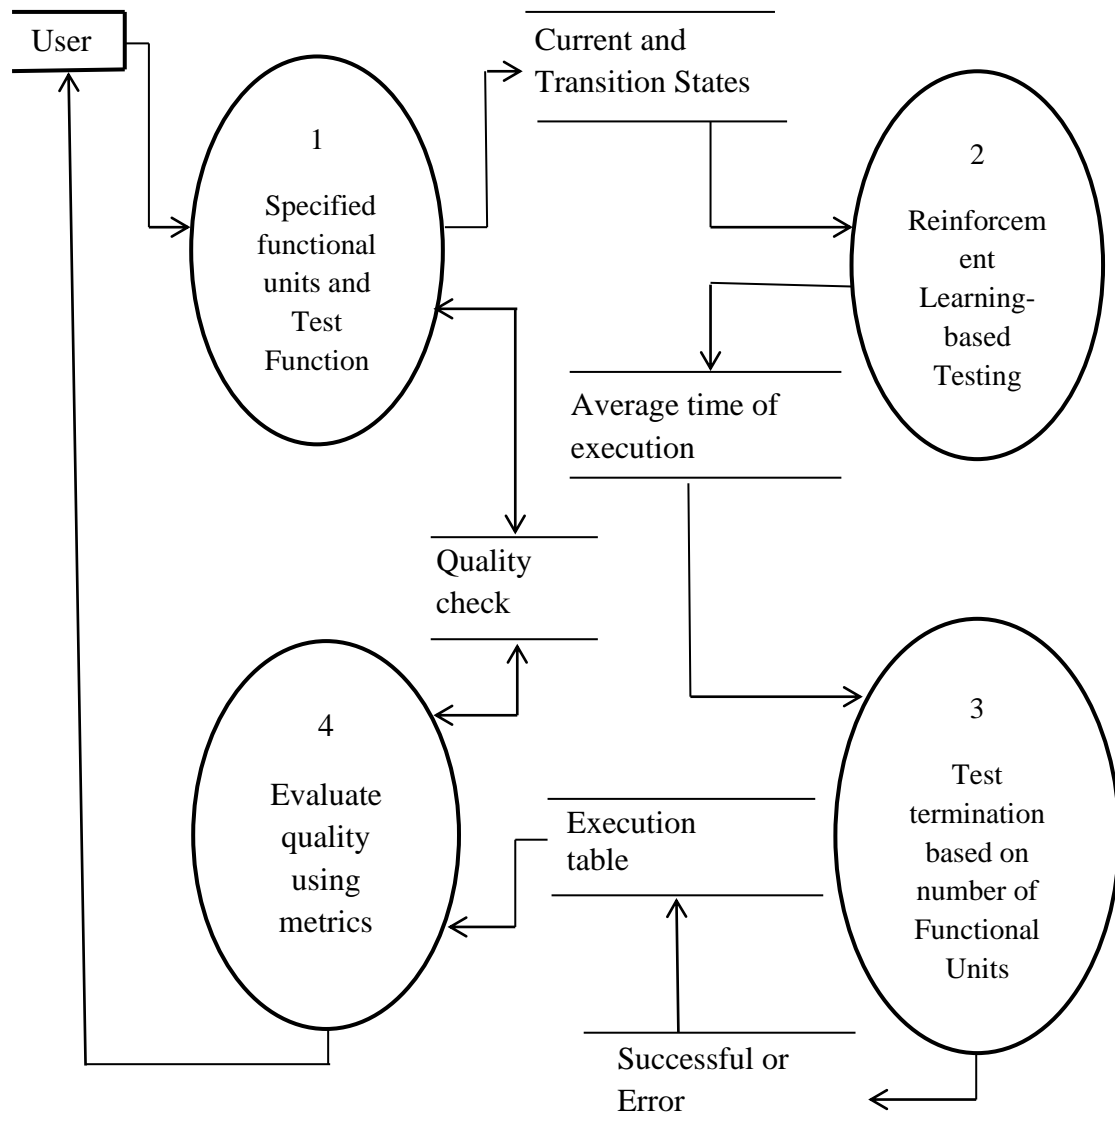 User
Current and
Transition States
1
Specified
functional
units and
Test
Function
2
Reinforcem
ent
Learning-
based
Testing
Average time of
execution
Quality
check
4
Evaluate
quality
using
metrics
3
Test
termination
based on
number of
Functional
Units
Execution
table
Successful or
Error